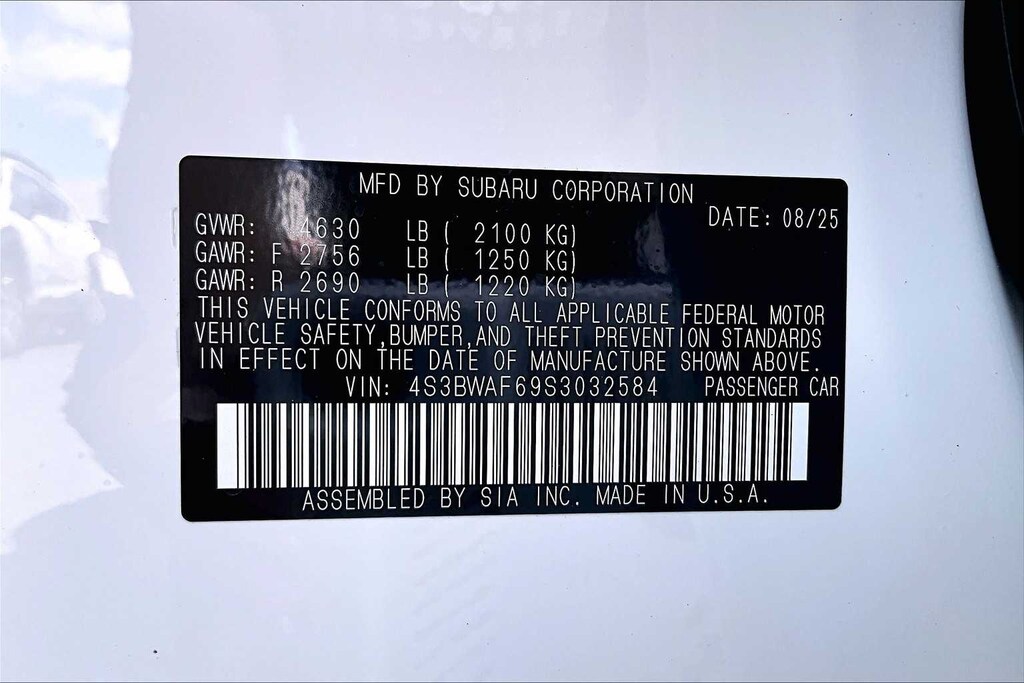 MFD BY SUBARU CORPORATION
DATE: 08/25
GVWR: 4630 LB ( 2100 KG)
GAWR: F 2756 LB ( 1250 KG)
GAWR: R 2690 LB ( 1220 KG)
THIS VEHICLE CONFORMS TO ALL APPLICABLE FEDERAL MOTOR
VEHICLE SAFETY,BUMPER,AND THEFT PREVENTION STANDARDS
IN EFFECT ON THE DATE OF MANUFACTURE SHOWN ABOVE.
VIN: 4S3BWAF69S3032584 PASSENGER CAR
ASSEMBLED BY SIA INC. MADE IN U.S.A.